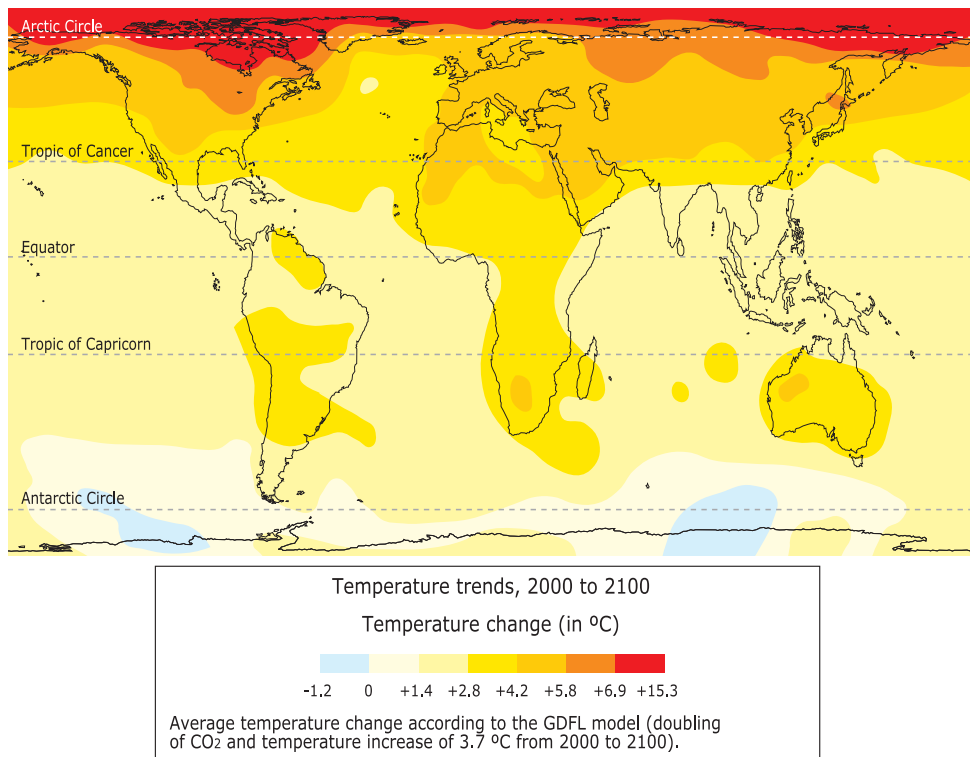 Arctic Circle
Tropic of Cancer
Equator
Tropic of Capricorn
Antarctic Circle
Temperature trends, 2000 to 2100
Temperature change (in ºC)
-1.2 0 +1.4 +2.8 +4.2 +5.8 +6.9 +15.3
Average temperature change according to the GDFL model (doubling
of CO2 and temperature increase of 3.7 ºC from 2000 to 2100).